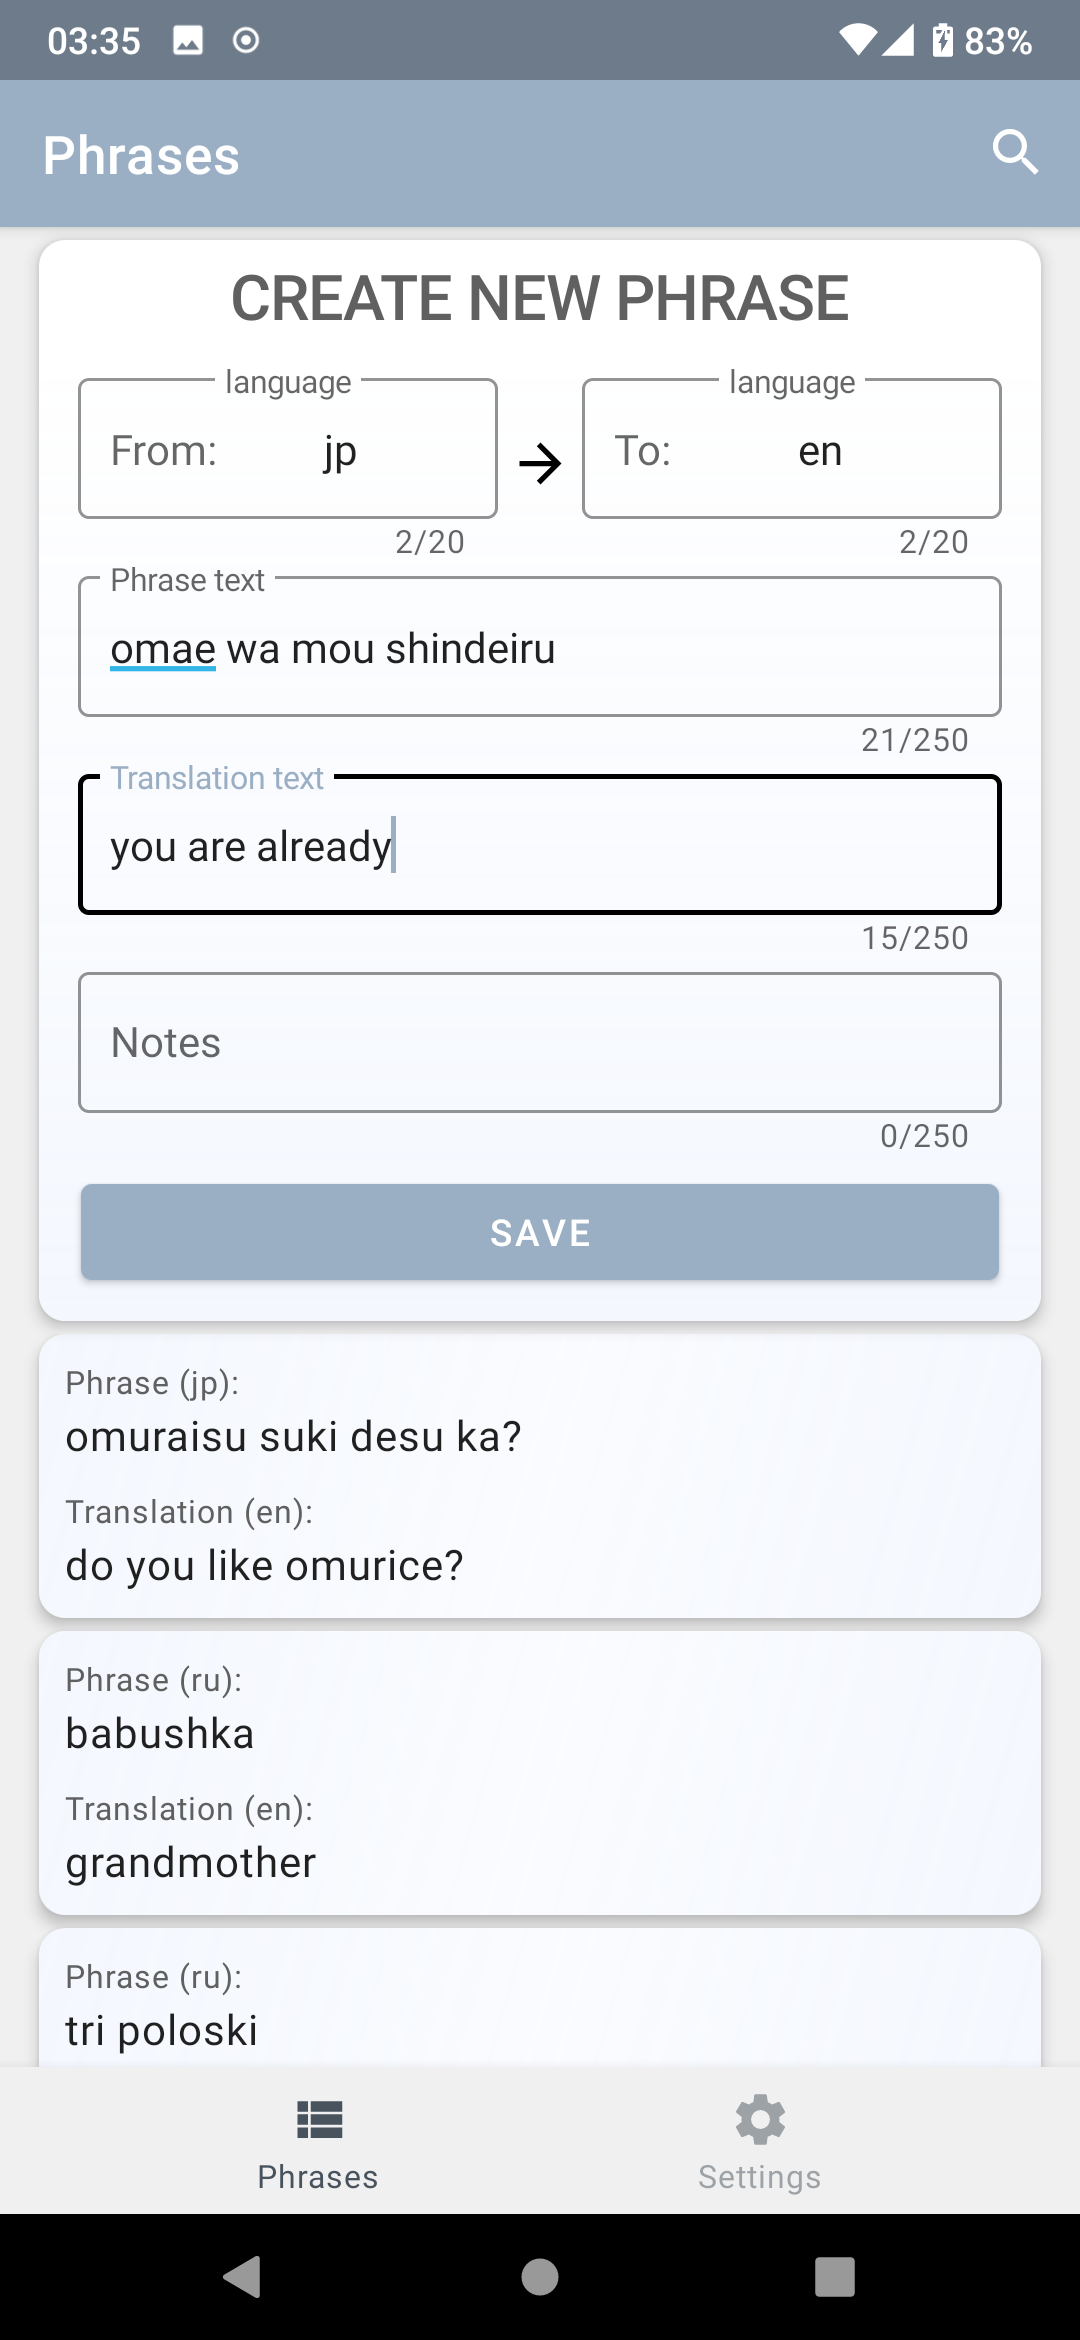 03:35
83%
Phrases
CREATE NEW PHRASE
language
From: jp
2/20
language
To: en
2/20
Phrase text
omae wa mou shindeiru
21/250
Translation text
you are already
15/250
Notes
0/250
SAVE
Phrase (jp):
omuraisu suki desu ka?
Translation (en):
do you like omurice?
Phrase (ru):
babushka
Translation (en):
grandmother
Phrase (ru):
tri poloski
Phrases
Settings